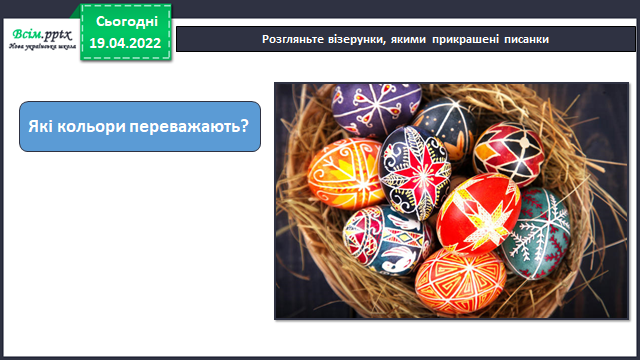 Всім.pptx
Нова українська школа
Сьогодні
19.04.2022
Розгляньте візерунки, якими прикрашені писанки
Які кольори переважають?